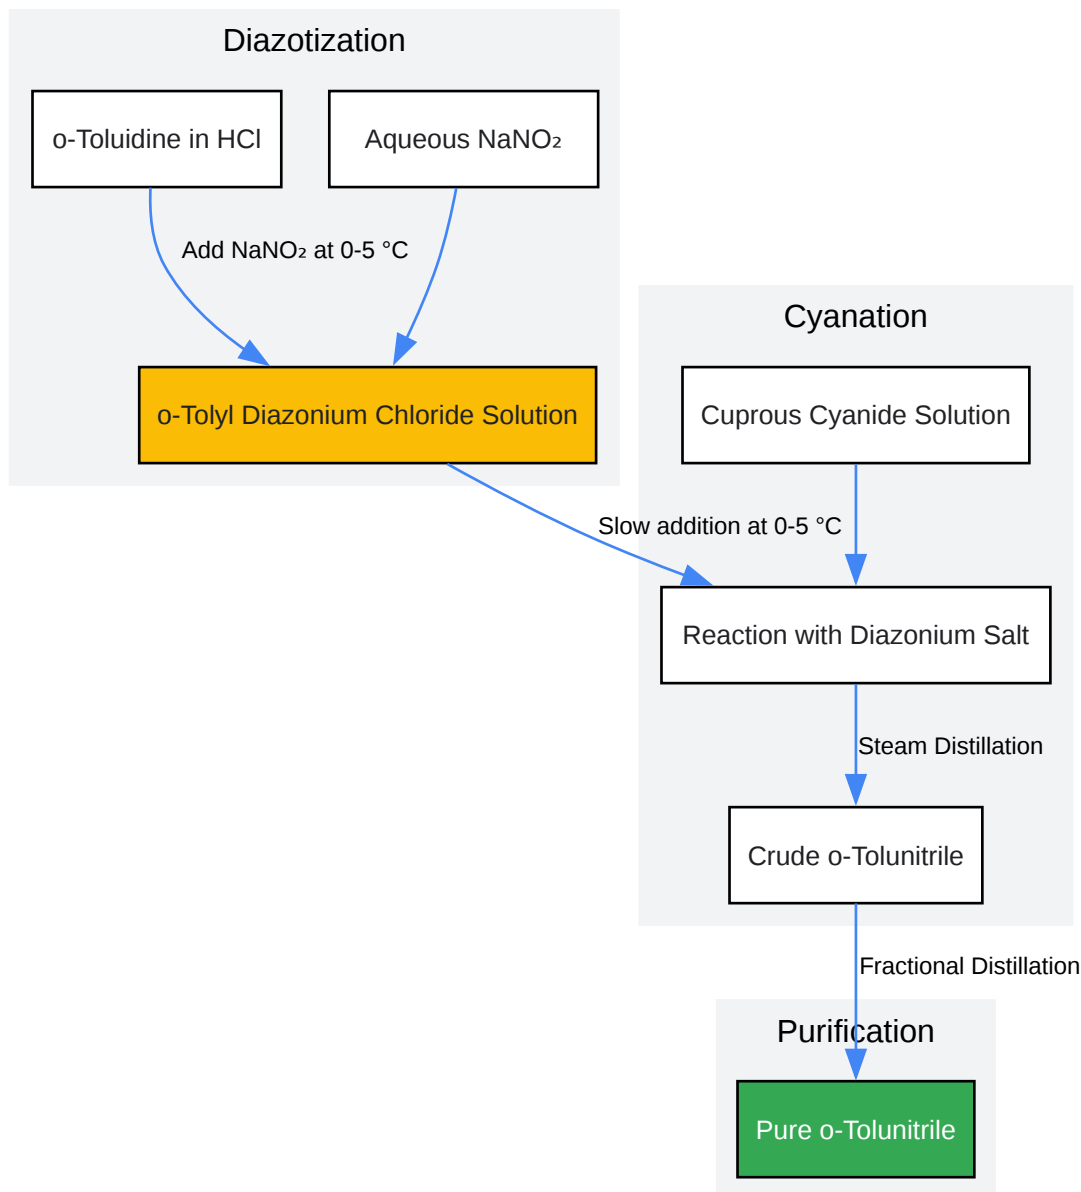 Diazotization
o-Toluidine in HCl
Aqueous NaNO₂
Add NaNO₂ at 0-5 °C
o-Tolyl Diazonium Chloride Solution
Cyanation
Cuprous Cyanide Solution
Slow addition at 0-5 °C
Reaction with Diazonium Salt
Steam Distillation
Crude o-Tolunitrile
Fractional Distillation
Purification
Pure o-Tolunitrile